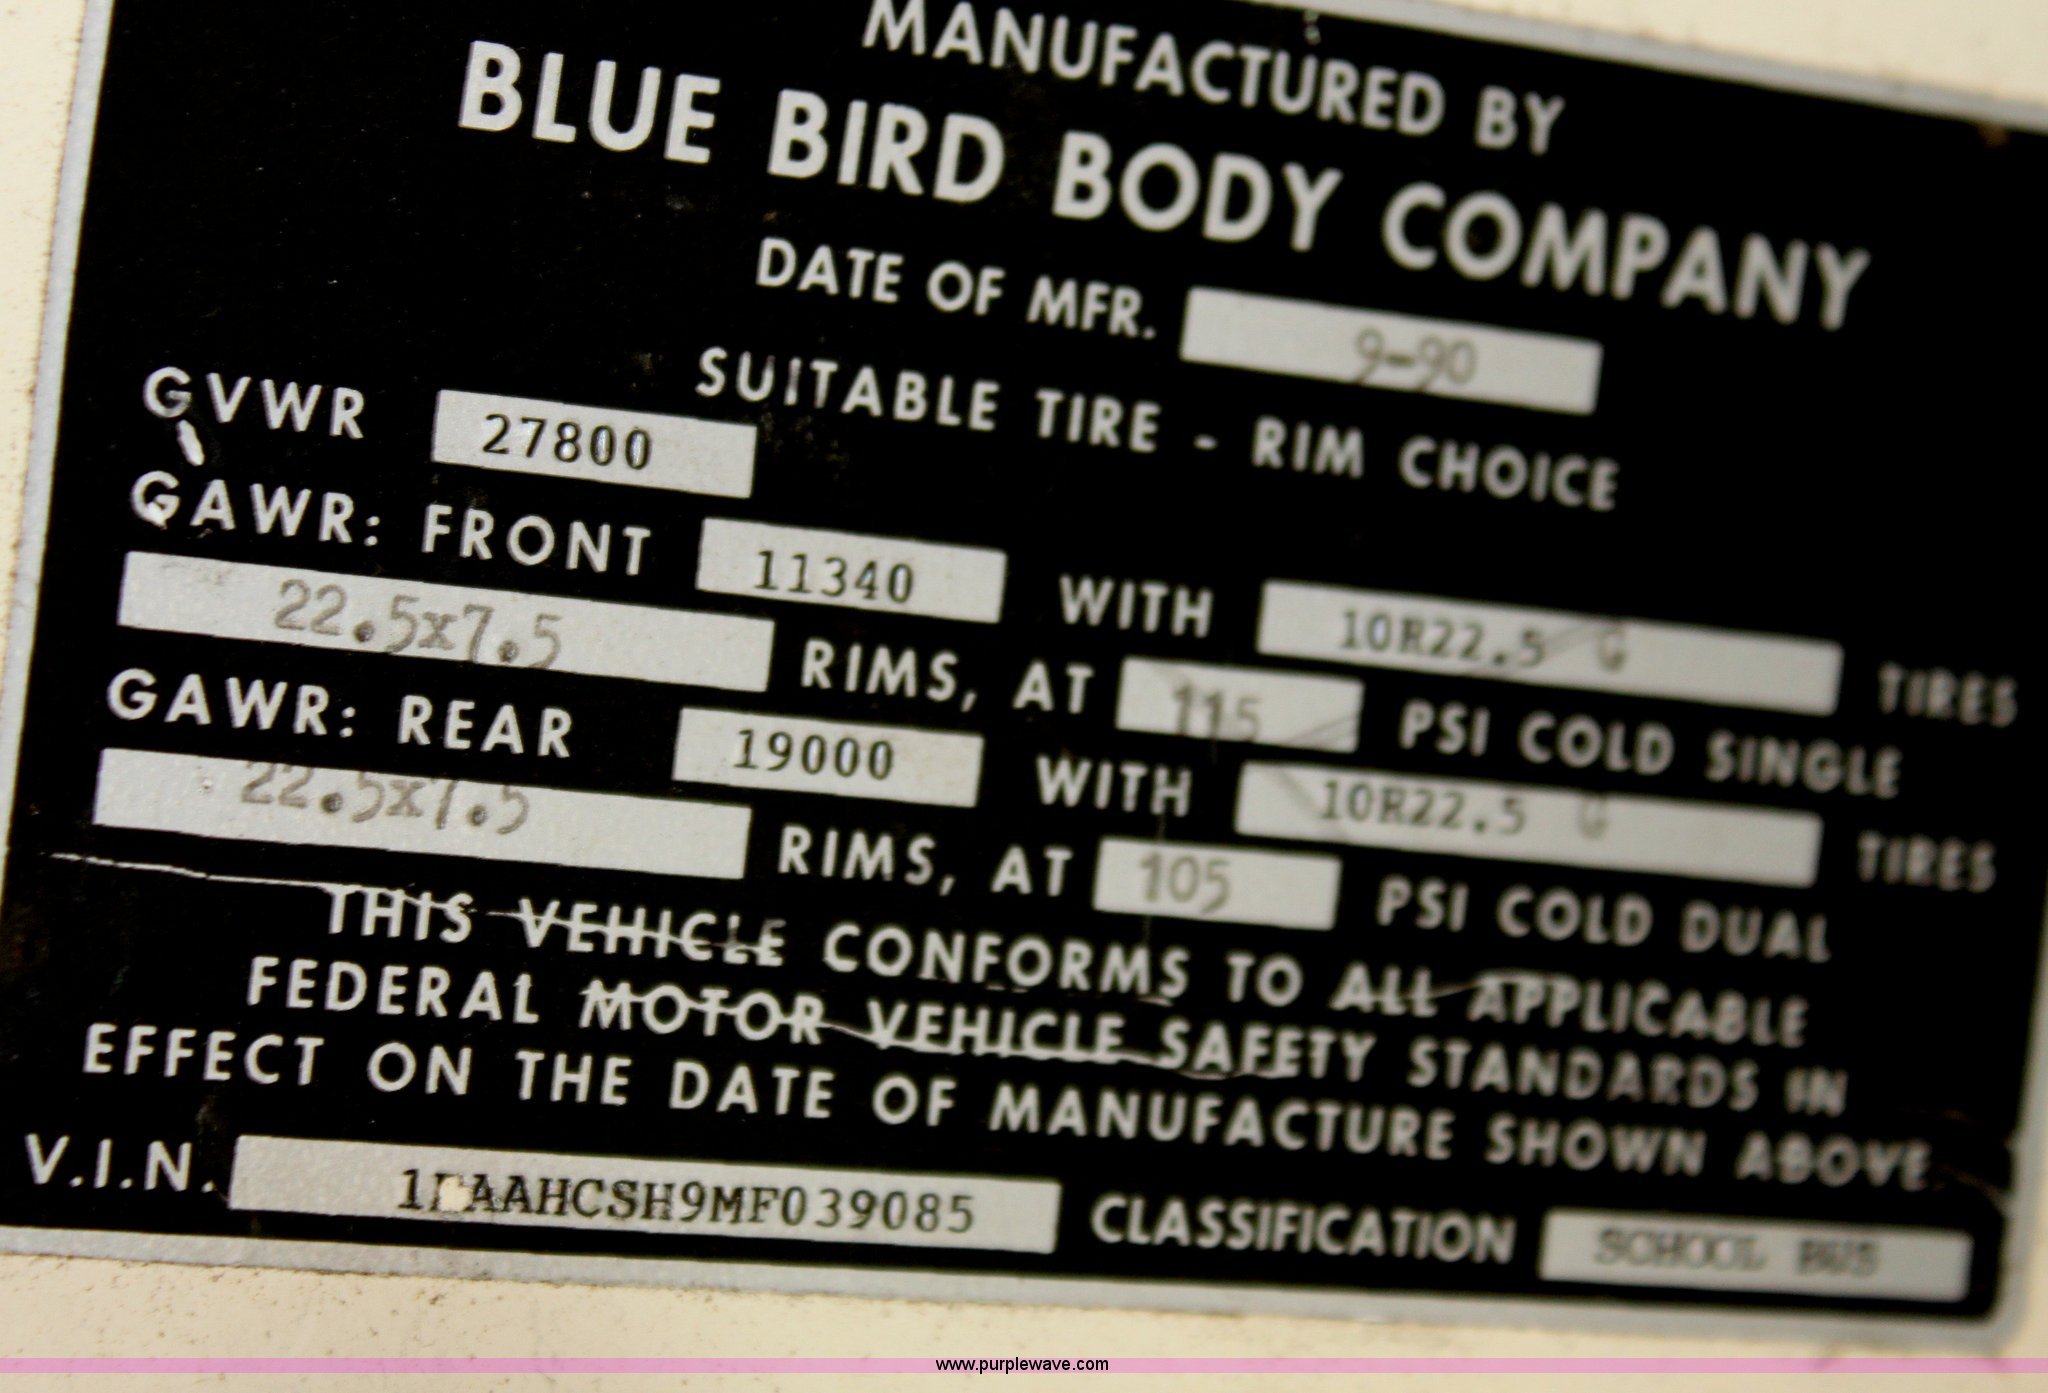 MANUFACTURED BY
BLUE BIRD BODY COMPANY
DATE OF MFR. 9-90
SUITABLE TIRE - RIM CHOICE
GVWR 27800
GAWR: FRONT 11340 WITH 10R22.5 G TIRES
22.5x7.5 RIMS, AT 115 PSI COLD SINGLE
GAWR: REAR 19000 WITH 10R22.5 G TIRES
22.5x7.5 RIMS, AT 105 PSI COLD DUAL
THIS VEHICLE CONFORMS TO ALL APPLICABLE
FEDERAL MOTOR VEHICLE SAFETY STANDARDS IN
EFFECT ON THE DATE OF MANUFACTURE SHOWN ABOVE
V.I.N. CLASSIFICATION SCHOOL BUS
www.purplewave.com